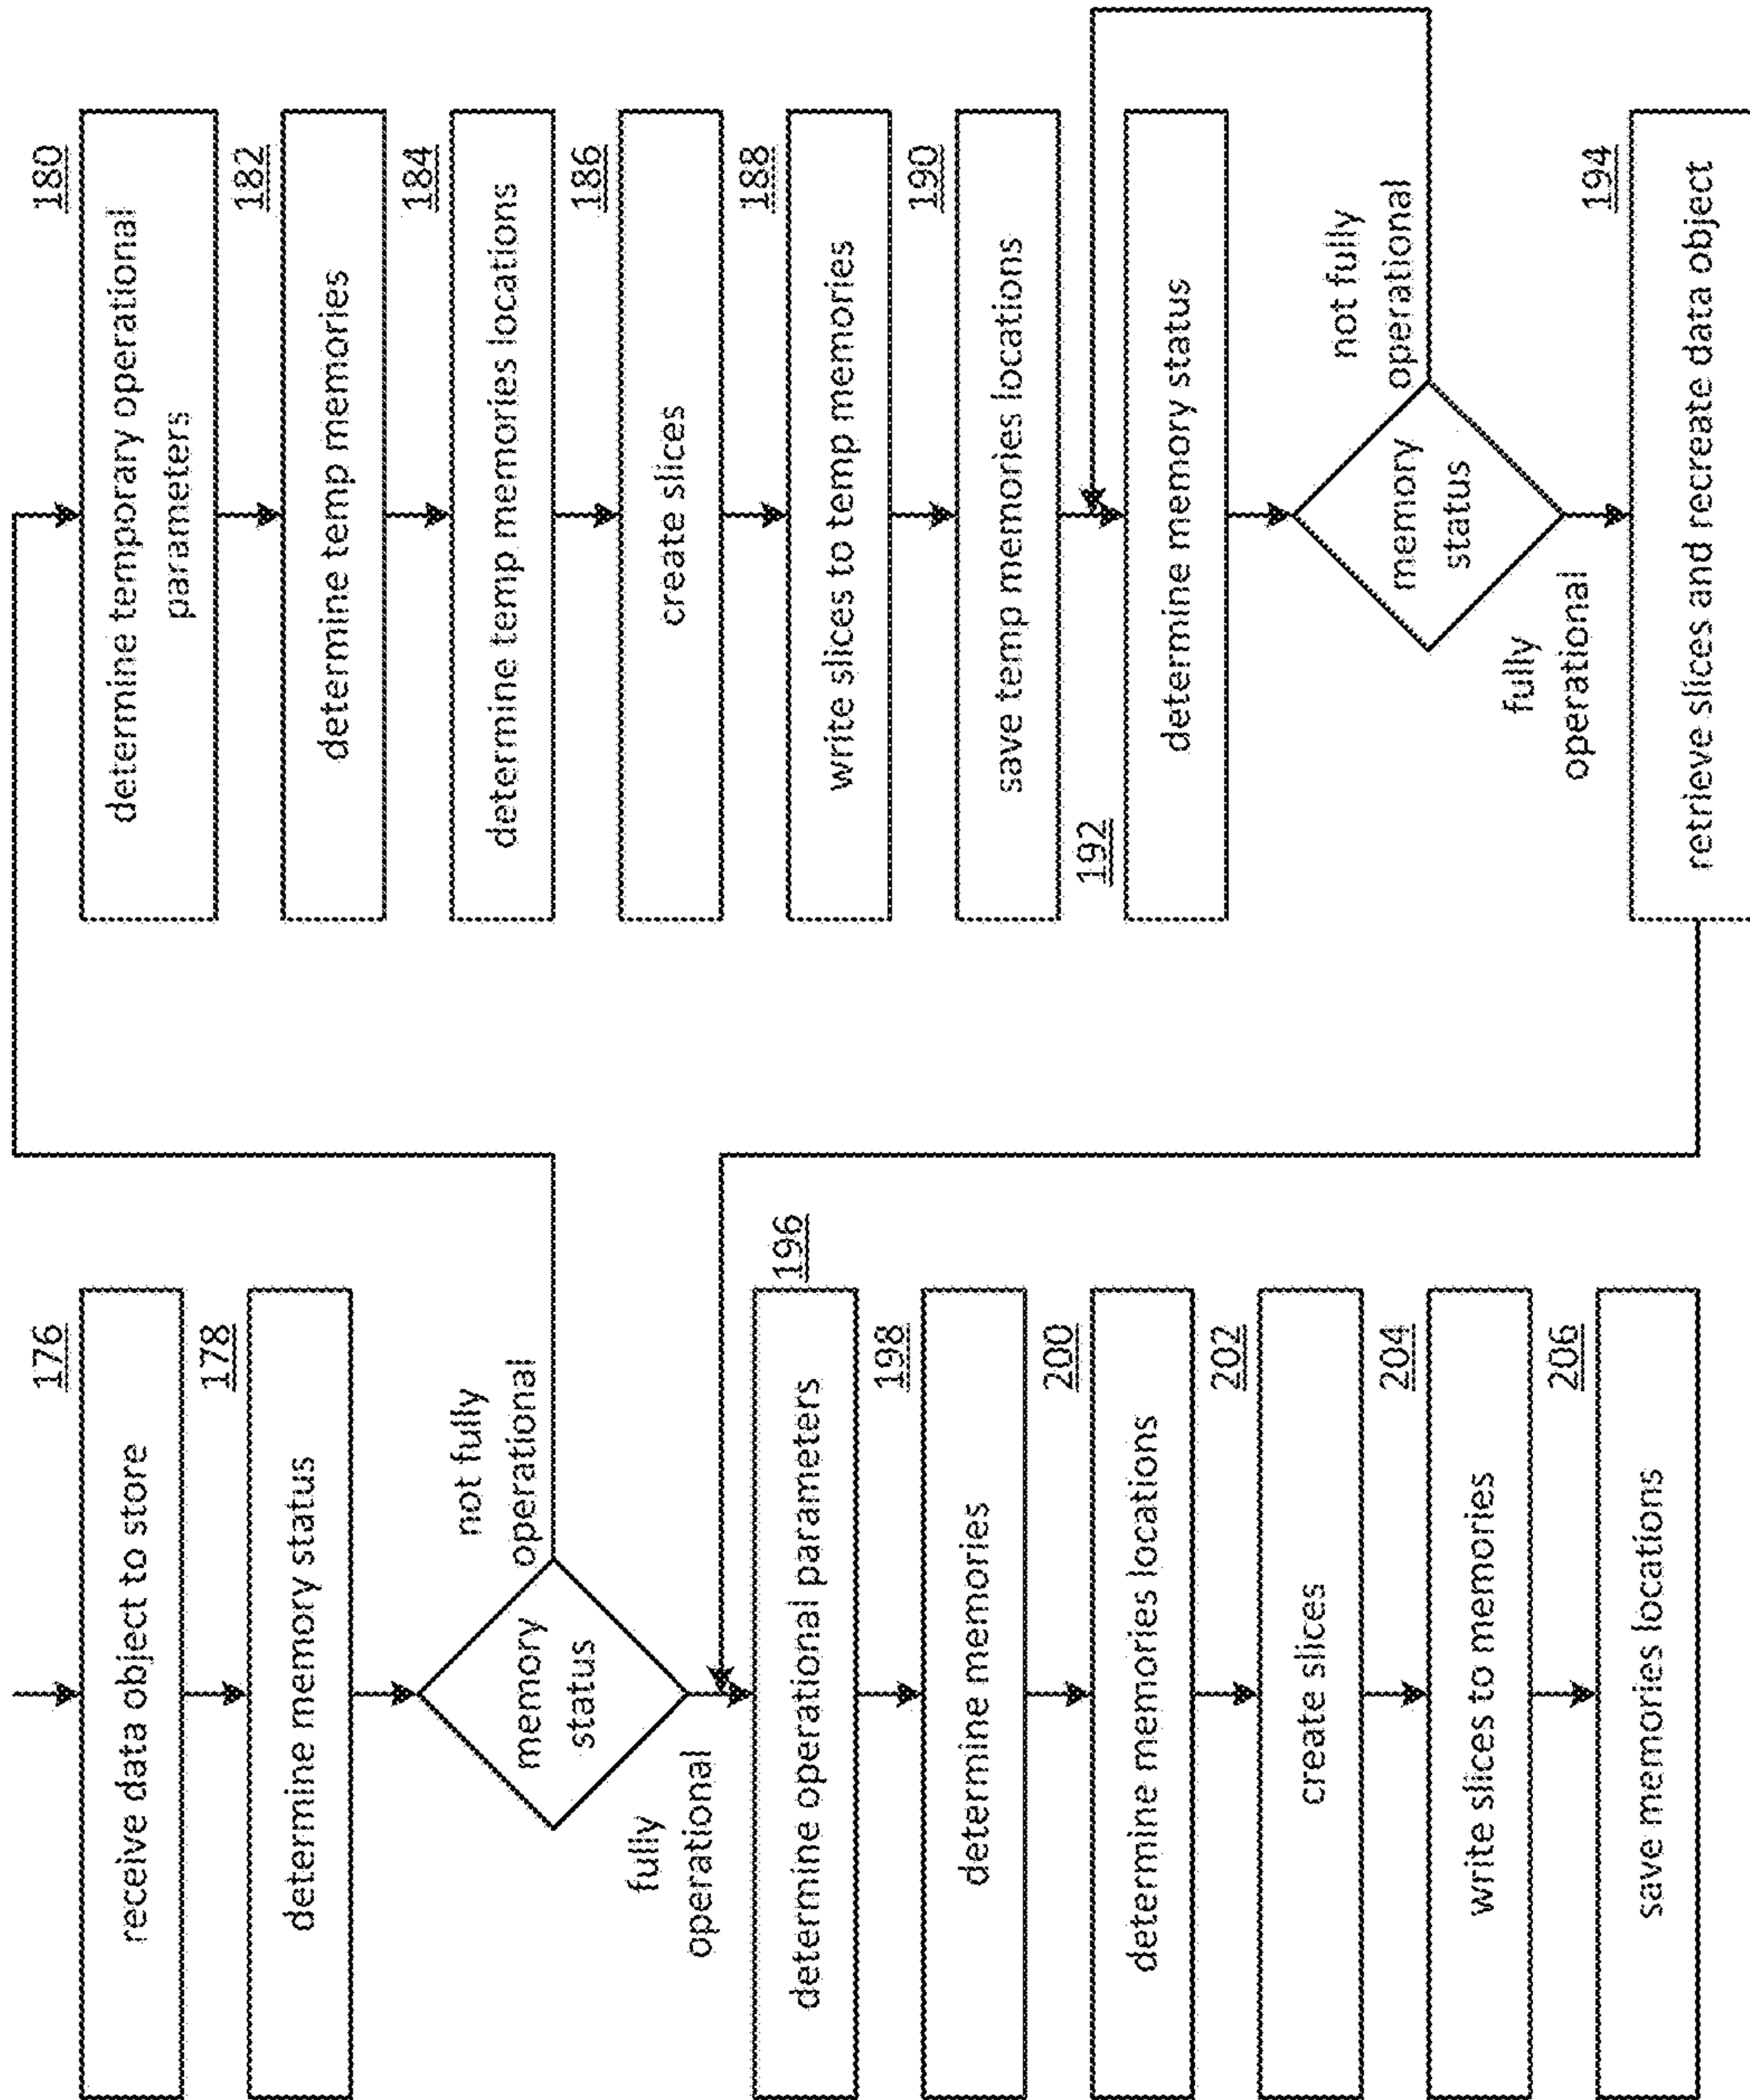 176
receive data object to store
178
determine memory status
memory
status
not fully
operational
fully
operational
196
determine operational parameters
198
determine memories
200
determine memories locations
202
create slices
204
write slices to memories
206
save memories locations
180
determine temporary operational
parameters
182
determine temp memories
184
determine temp memories locations
186
create slices
188
write slices to temp memories
190
save temp memories locations
192
determine memory status
memory
status
not fully
operational
fully
operational
194
retrieve slices and recreate data object